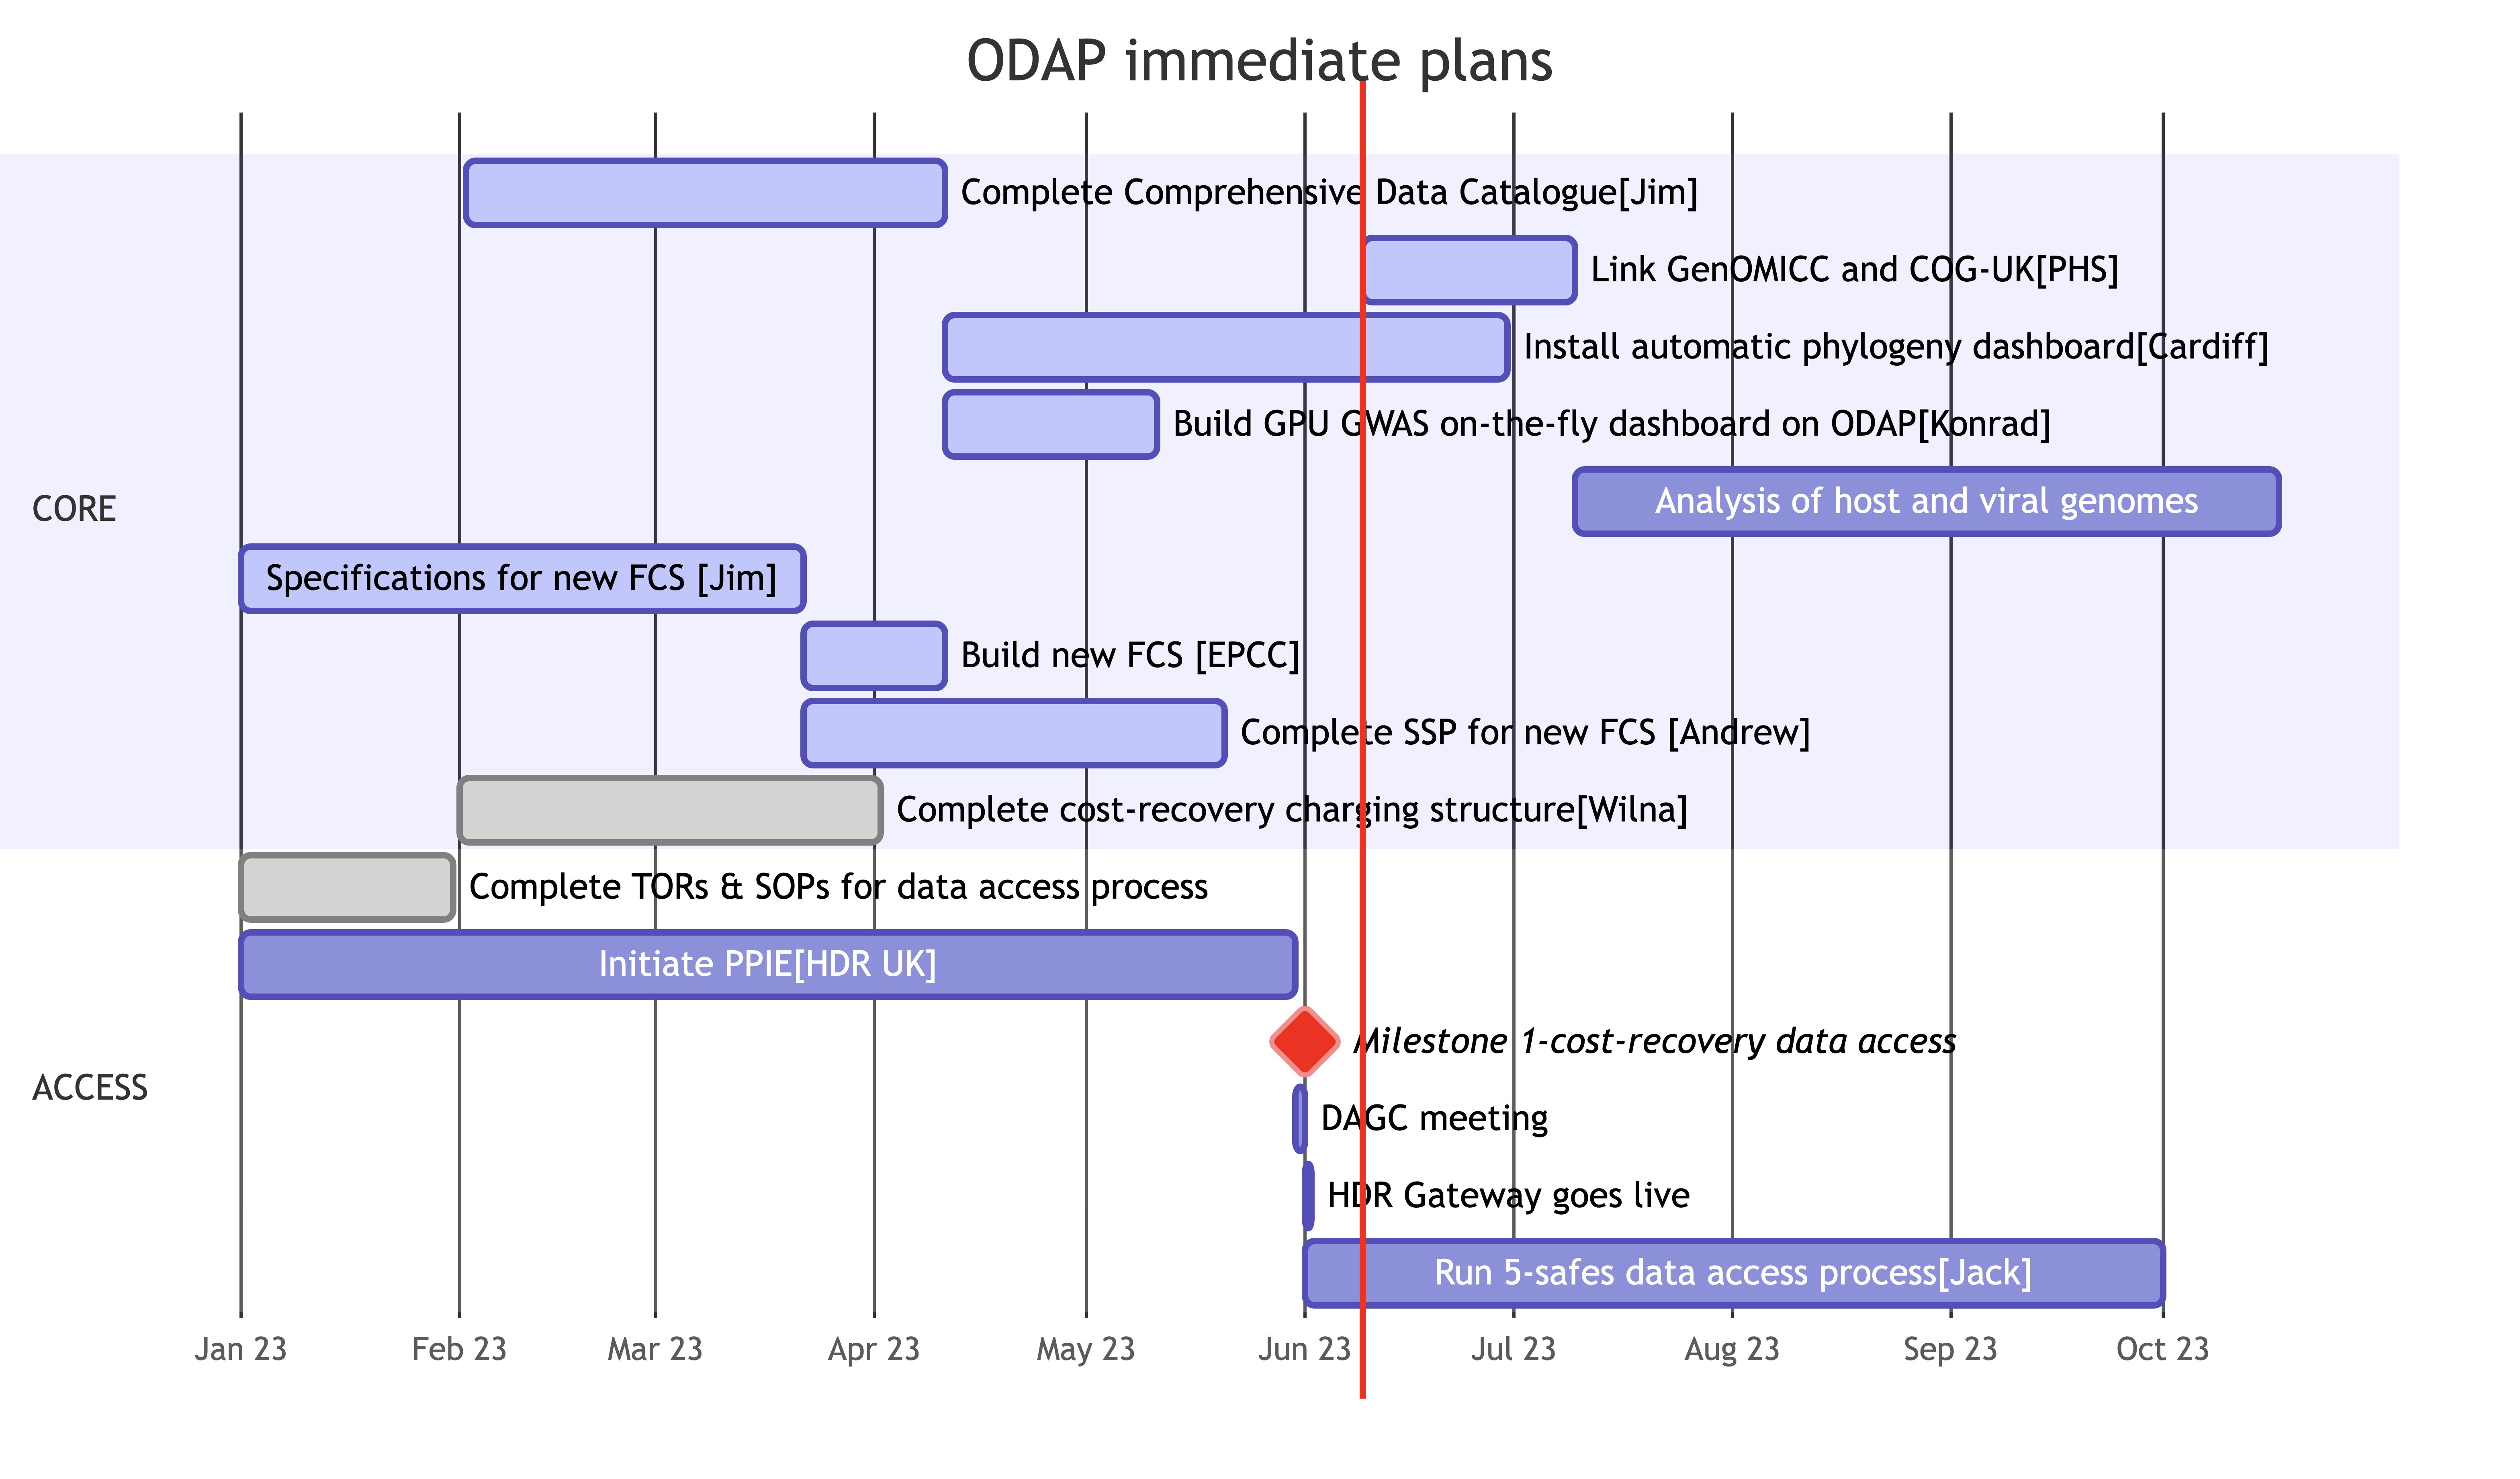 ODAP immediate plans
Complete Comprehensive Data Catalogue[Jim]
Link GenOMICC and COG-UK[PHS]
Install automatic phylogeny dashboard[Cardiff]
Build GPU GWAS on-the-fly dashboard on ODAP[Konrad]
Analysis of host and viral genomes
CORE
Specifications for new FCS [Jim]
Build new FCS [EPCC]
Complete SSP for new FCS [Andrew]
Complete cost-recovery charging structure[Wilna]
Complete TORs & SOPs for data access process
Initiate PPIE[HDR UK]
Milestone 1-cost-recovery data access
ACCESS
DAGC meeting
HDR Gateway goes live
Run 5-safes data access process[Jack]
Jan 23 Feb 23 Mar 23 Apr 23 May 23 Jun 23 Jul 23 Aug 23 Sep 23 Oct 23